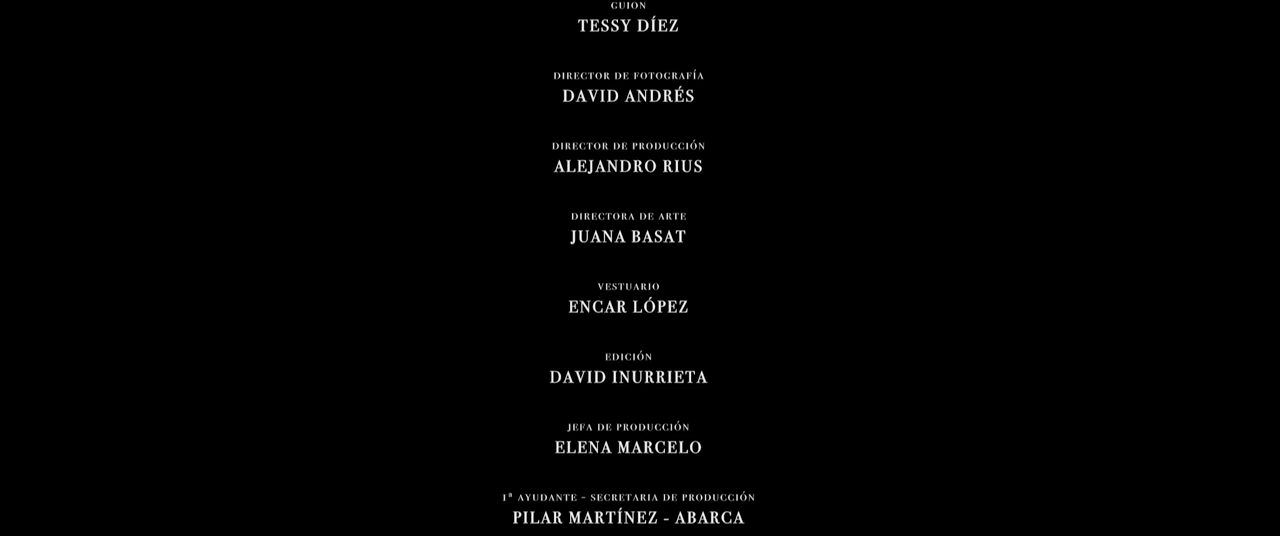 GUION
TESSY DÍEZ
DIRECTOR DE FOTOGRAFÍA
DAVID ANDRÉS
DIRECTOR DE PRODUCCIÓN
ALEJANDRO RIUS
DIRECTORA DE ARTE
JUANA BASAT
VESTUARIO
ENCAR LÓPEZ
EDICIÓN
DAVID INURRIETA
JEFA DE PRODUCCIÓN
ELENA MARCELO
1ª AYUDANTE - SECRETARIA DE PRODUCCIÓN
PILAR MARTÍNEZ - ABARCA